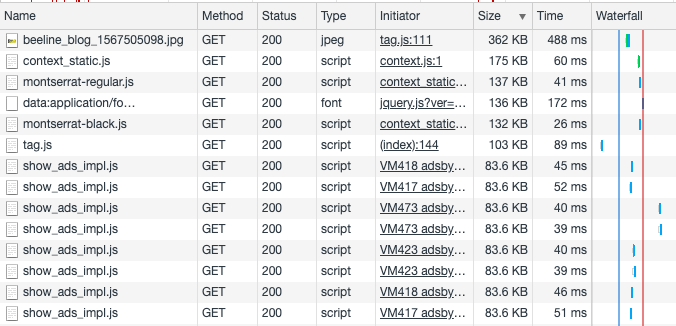 Name Method Status Type Initiator Size ▼ Time Waterfall
beeline_blog_1567505098.jpg GET 200 jpeg tag.js:111 362 KB 488 ms
context_static.js GET 200 script context.js:1 175 KB 60 ms
montserrat-regular.js GET 200 script context_static... 137 KB 41 ms
data:application/fo... GET 200 font jquery.js?ver=... 136 KB 172 ms
montserrat-black.js GET 200 script context_static... 132 KB 26 ms
tag.js GET 200 script (index):144 103 KB 89 ms
show_ads_impl.js GET 200 script VM418 adsby... 83.6 KB 45 ms
show_ads_impl.js GET 200 script VM417 adsby... 83.6 KB 52 ms
show_ads_impl.js GET 200 script VM473 adsby... 83.6 KB 40 ms
show_ads_impl.js GET 200 script VM473 adsby... 83.6 KB 39 ms
show_ads_impl.js GET 200 script VM423 adsby... 83.6 KB 40 ms
show_ads_impl.js GET 200 script VM423 adsby... 83.6 KB 39 ms
show_ads_impl.js GET 200 script VM418 adsby... 83.6 KB 46 ms
show_ads_impl.js GET 200 script VM417 adsby... 83.6 KB 51 ms